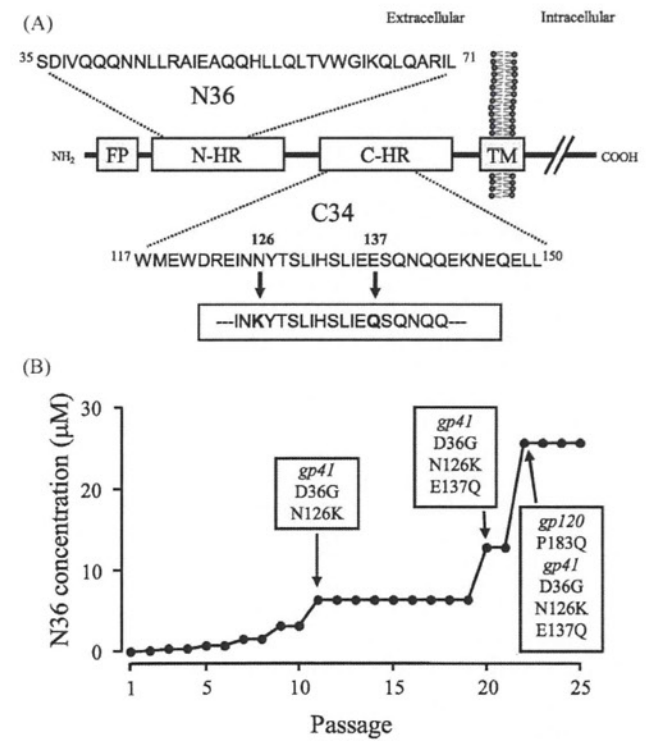 (A)
Extracellular Intracellular
35 SDIVQQQNNLLRAIEAQQHLLQLTVWGIKQLQARIL 71
N36
NH2 FP N-HR C-HR TM COOH
C34
126 137
117 WMEWDREINNYTSLIHSLIEESQNQQEKNEQELL 150
---INKYTSLIHSLIEQSQNQQ---
(B)
N36 concentration (μM)
30
20
10
0
gp41
D36G
N126K
gp41
D36G
N126K
E137Q
gp120
P183Q
gp41
D36G
N126K
E137Q
1 5 10 15 20 25
Passage